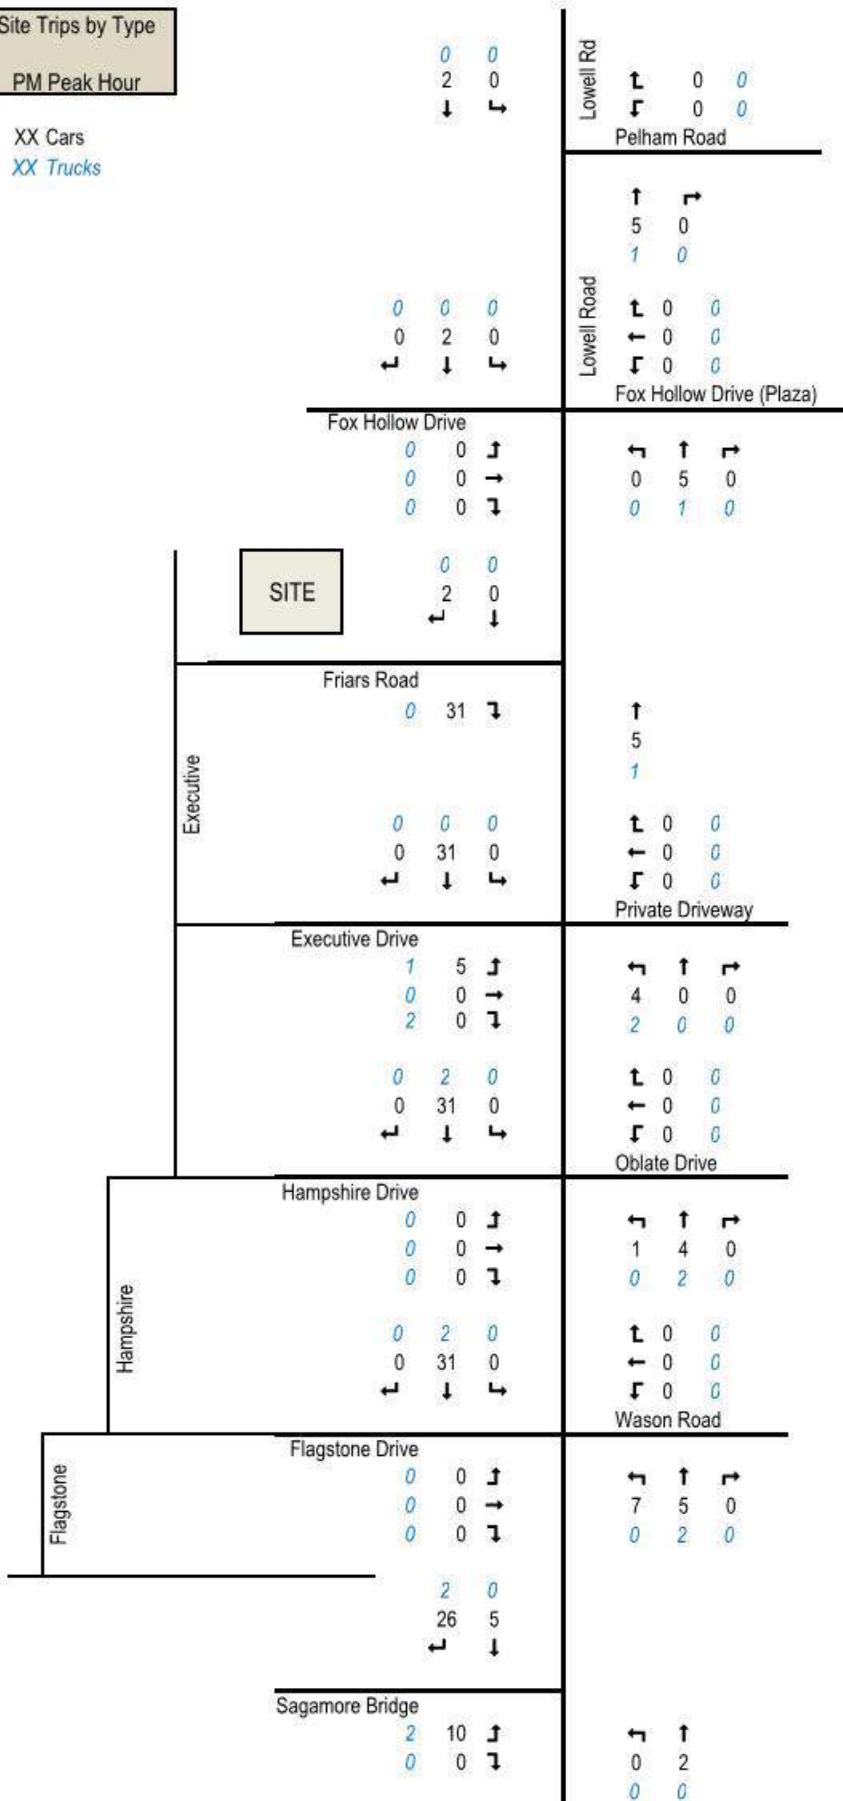 Site Trips by Type
PM Peak Hour
XX Cars
XX Trucks
0 0
2 0
Lowell Rd
0 0
0 0
Pelham Road
5 0
1 0
0 0 0
0 2 0
Lowell Road
0 0
0 0
0 0
Fox Hollow Drive (Plaza)
Fox Hollow Drive
0 0
0 0
0 0
0 5 0
0 1 0
SITE
0 0
2 0
Friars Road
0 31
5
1
Executive
0 0 0
0 31 0
0 0
0 0
0 0
Private Driveway
Executive Drive
1 5
0 0
2 0
4 0 0
2 0 0
0 2 0
0 31 0
0 0
0 0
0 0
Oblate Drive
Hampshire Drive
0 0
0 0
0 0
1 4 0
0 2 0
Hampshire
0 2 0
0 31 0
0 0
0 0
0 0
Wason Road
Flagstone Drive
0 0
0 0
0 0
7 5 0
0 2 0
Flagstone
2 0
26 5
Sagamore Bridge
2 10
0 0
0 2
0 0